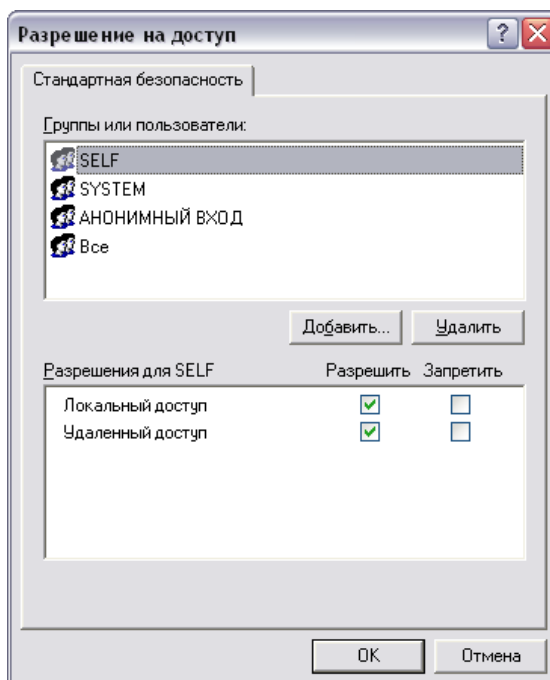 Разрешение на доступ
Стандартная безопасность
Группы или пользователи:
SELF
SYSTEM
АНОНИМНЫЙ ВХОД
Все
Добавить... Удалить
Разрешения для SELF Разрешить Запретить
Локальный доступ
Удаленный доступ
OK Отмена